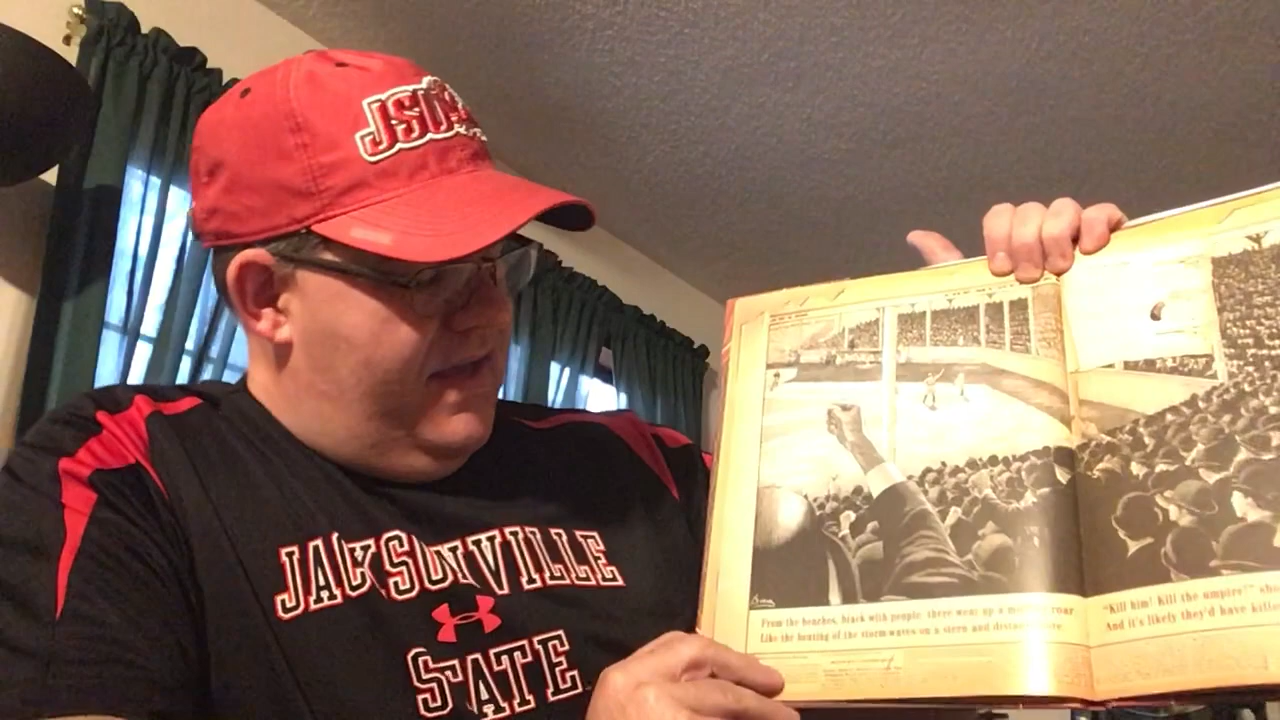 JSU
JACKSONVILLE
STATE
From the benches, black with people, there went up a muffled roar
Like the beating of the storm-waves on a stern and distant shore.
"Kill him! Kill the umpire!"
And it's likely they'd have